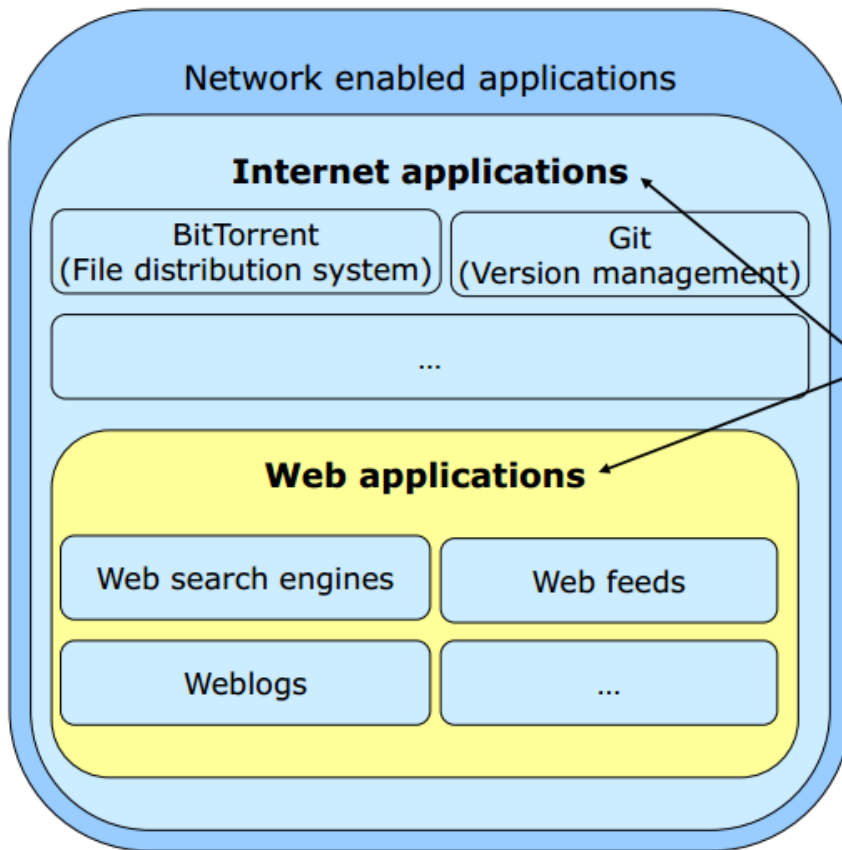 Network enabled applications
Internet applications
BitTorrent
(File distribution system)
Git
(Version management)
...
Web applications
Web search engines
Web feeds
Weblogs
...